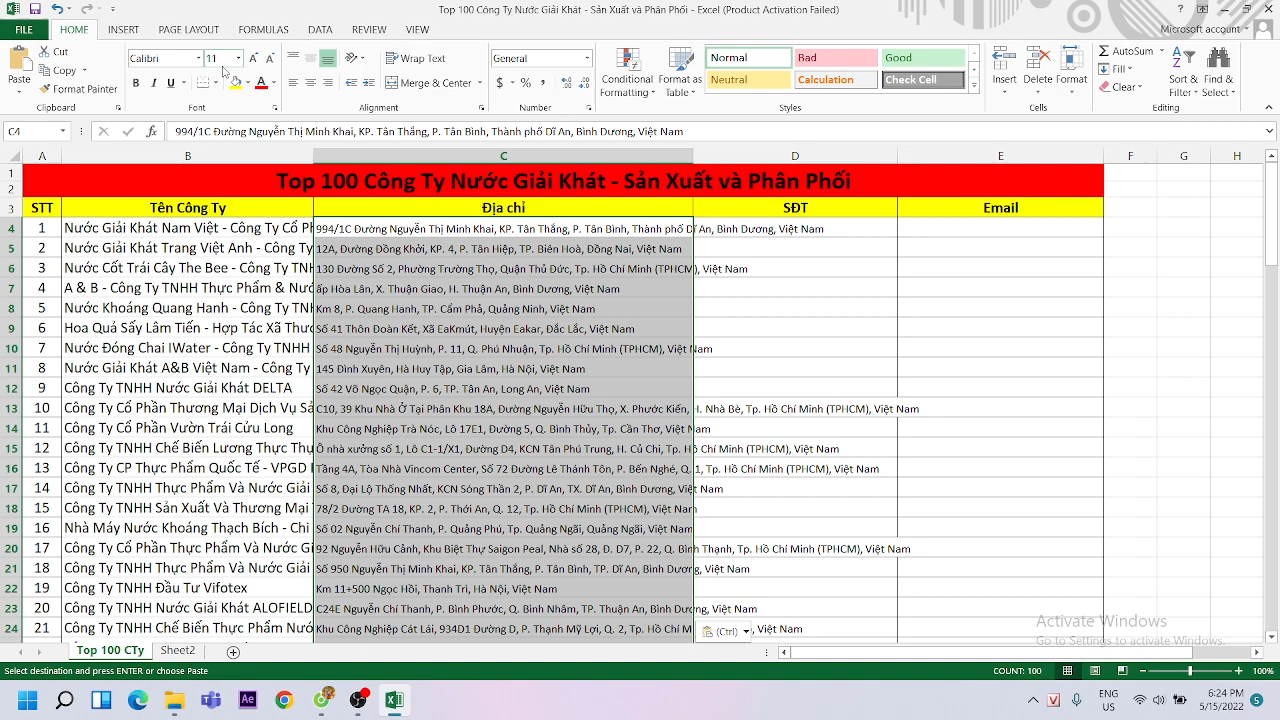 Top 100 Công Ty Nước Giải Khát - Sản Xuất và Phân Phối - Excel (Product Activation Failed)
FILE HOME INSERT PAGE LAYOUT FORMULAS DATA REVIEW VIEW
Microsoft account
Paste Cut Copy Format Painter
Calibri 11
Wrap Text
Merge & Center
General
Conditional Formatting
Format as Table
Normal Bad Good
Neutral Calculation Check Cell
Insert Delete Format
AutoSum Fill Clear
Sort & Filter
Find & Select
Clipboard Font Alignment Number Styles Cells Editing
C4 994/1C Đường Nguyễn Thị Minh Khai, KP. Tân Thắng, P. Tân Bình, Thành phố Dĩ An, Bình Dương, Việt Nam
A B C D E F G H
1 Top 100 Công Ty Nước Giải Khát - Sản Xuất và Phân Phối
2
3 STT Tên Công Ty Địa chỉ SĐT Email
4 1 Nước Giải Khát Nam Việt - Công Ty Cổ Ph 994/1C Đường Nguyễn Thị Minh Khai, KP. Tân Thắng, P. Tân Bình, Thành phố Dĩ An, Bình Dương, Việt Nam
5 2 Nước Giải Khát Trang Việt Anh - Công Ty 12A, Đường Đồng Khởi, KP. 4, P. Tân Hiệp, TP. Biên Hoà, Đồng Nai, Việt Nam
6 3 Nước Cốt Trái Cây The Bee - Công Ty TNH 130 Đường Số 2, Phường Trường Thọ, Quận Thủ Đức, Tp. Hồ Chí Minh (TPHCM), Việt Nam
7 4 A & B - Công Ty TNHH Thực Phẩm & Nướ ấp Hòa Lân, X. Thuận Giao, H. Thuận An, Bình Dương, Việt Nam
8 5 Nước Khoáng Quang Hanh - Công Ty TNH Km 8, P. Quang Hanh, TP. Cẩm Phả, Quảng Ninh, Việt Nam
9 6 Hoa Quả Sấy Lâm Tiến - Hợp Tác Xã Thươ Số 41 Thôn Đoàn Kết, Xã EaKmút, Huyện Eakar, Đắc Lắc, Việt Nam
10 7 Nước Đóng Chai IWater - Công Ty TNHH Số 48 Nguyễn Thị Huỳnh, P. 11, Q. Phú Nhuận, Tp. Hồ Chí Minh (TPHCM), Việt Nam
11 8 Nước Giải Khát A&B Việt Nam - Công Ty 145 Dình Xuyên, Hà Huy Tập, Gia Lâm, Hà Nội, Việt Nam
12 9 Công Ty TNHH Nước Giải Khát DELTA Số 42 Võ Ngọc Quận, P. 6, TP. Tân An, Long An, Việt Nam
13 10 Công Ty Cổ Phần Thương Mại Dịch Vụ Sả C10, 39 Khu Nhà Ở Tại Phân Khu 18A, Đường Nguyễn Hữu Thọ, X. Phước Kiển, H. Nhà Bè, Tp. Hồ Chí Minh (TPHCM), Việt Nam
14 11 Công Ty Cổ Phần Vườn Trái Cửu Long Khu Công Nghiệp Trà Nóc, Lô 17E1, Đường 5, Q. Bình Thủy, Tp. Cần Thơ, Việt Nam
15 12 Công Ty TNHH Chế Biến Lương Thực Thự Ô nhà xưởng số 1, Lô C1-1/X1, Đường D4, KCN Tân Phú Trung, H. Củ Chi, Tp. Hồ Chí Minh (TPHCM), Việt Nam
16 13 Công Ty CP Thực Phẩm Quốc Tế - VPGD H Tầng 4A, Tòa Nhà Vincom Center, Số 72 Đường Lê Thánh Tôn, P. Bến Nghé, Q. 1, Tp. Hồ Chí Minh (TPHCM), Việt Nam
17 14 Công Ty TNHH Thực Phẩm Và Nước Giải Số 8, Đại Lộ Thống Nhất, KCN Sóng Thần 2, P. Dĩ An, TX. Dĩ An, Bình Dương, Việt Nam
18 15 Công Ty TNHH Sản Xuất Và Thương Mại 78/2 Đường TA 18, KP. 2, P. Thới An, Q. 12, Tp. Hồ Chí Minh (TPHCM), Việt Nam
19 16 Nhà Máy Nước Khoáng Thạch Bích - Chi Số 02 Nguyễn Chí Thanh, P. Quảng Phú, Tp. Quảng Ngãi, Quảng Ngãi, Việt Nam
20 17 Công Ty Cổ Phần Thực Phẩm Và Nước Gi 92 Nguyễn Hữu Cảnh, Khu Biệt Thự Saigon Peal, Nhà số 28, Đ. D7, P. 22, Q. Bình Thạnh, Tp. Hồ Chí Minh (TPHCM), Việt Nam
21 18 Công Ty TNHH Thực Phẩm Và Nước Giải Số 950 Nguyễn Thị Minh Khai, KP. Tân Thắng, P. Tân Bình, TP. Dĩ An, Bình Dương, Việt Nam
22 19 Công Ty TNHH Đầu Tư Vifotex Km 11+500 Ngọc Hồi, Thanh Trì, Hà Nội, Việt Nam
23 20 Công Ty TNHH Nước Giải Khát ALOFIELD C24E Nguyễn Chí Thanh, P. Bình Phước, Q. Bình Nhâm, TP. Thuận An, Bình Dương, Việt Nam
24 21 Công Ty TNHH Chế Biến Thực Phẩm Nướ Khu Công Nghiệp Cát Lái, 934D1 Đường D, P. Thạnh Mỹ Lợi, Q. 2, Tp. Hồ Chí M (Ctrl) , Việt Nam
Activate Windows
Go to Settings to activate Windows.
Top 100 CTy Sheet2
Select destination and press ENTER or choose Paste COUNT: 100 100%
ENG US 6:24 PM 5/15/2022 5